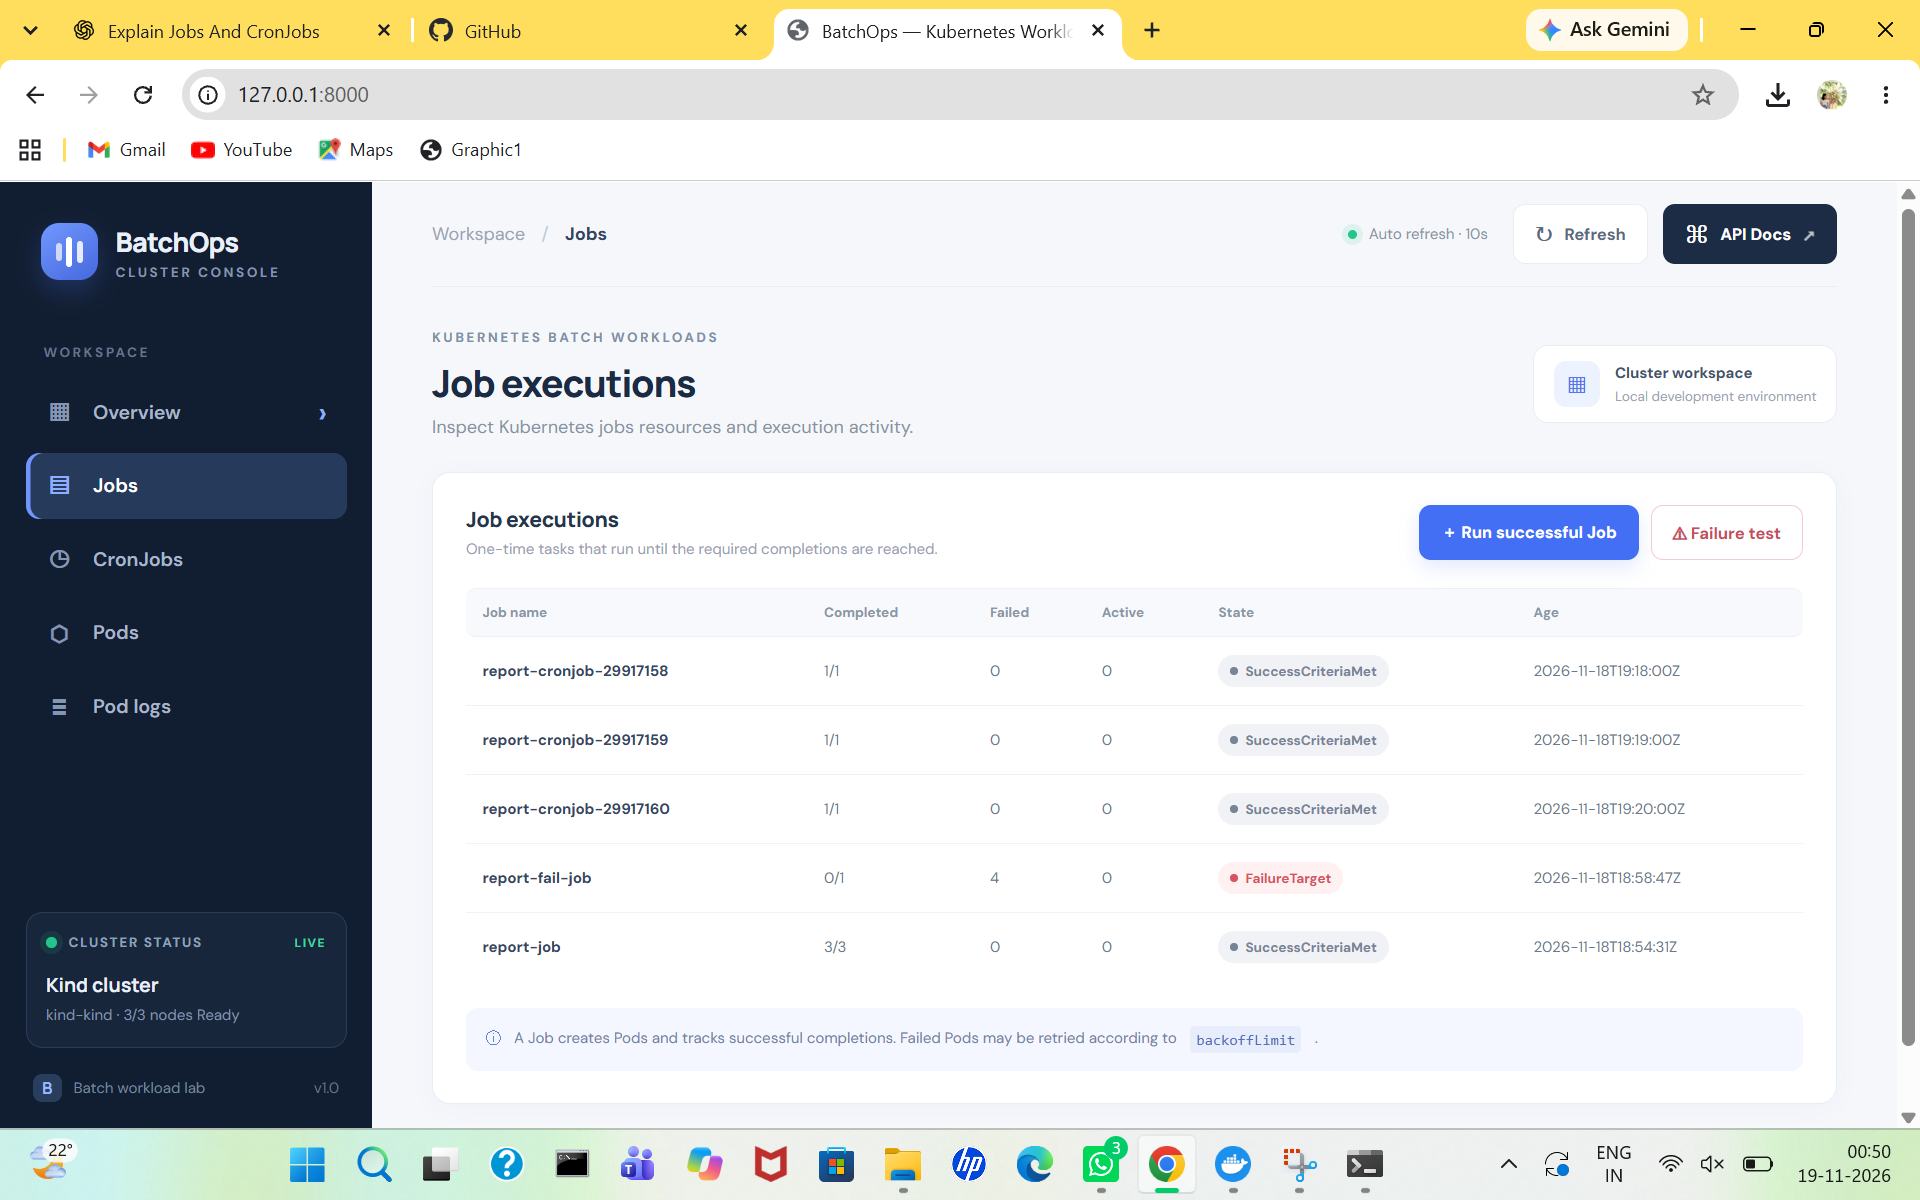 Explain Jobs And CronJobs
GitHub
BatchOps — Kubernetes Workl
Ask Gemini
127.0.0.1:8000
Gmail
YouTube
Maps
Graphic1
BatchOps
CLUSTER CONSOLE
WORKSPACE
Overview
Jobs
CronJobs
Pods
Pod logs
CLUSTER STATUS LIVE
Kind cluster
kind-kind · 3/3 nodes Ready
B Batch workload lab v1.0
Workspace / Jobs
Auto refresh · 10s
Refresh
API Docs
KUBERNETES BATCH WORKLOADS
Job executions
Inspect Kubernetes jobs resources and execution activity.
Cluster workspace
Local development environment
Job executions
One-time tasks that run until the required completions are reached.
+ Run successful Job
⚠ Failure test
Job name Completed Failed Active State Age
report-cronjob-29917158 1/1 0 0 SuccessCriteriaMet 2026-11-18T19:18:00Z
report-cronjob-29917159 1/1 0 0 SuccessCriteriaMet 2026-11-18T19:19:00Z
report-cronjob-29917160 1/1 0 0 SuccessCriteriaMet 2026-11-18T19:20:00Z
report-fail-job 0/1 4 0 FailureTarget 2026-11-18T18:58:47Z
report-job 3/3 0 0 SuccessCriteriaMet 2026-11-18T18:54:31Z
A Job creates Pods and tracks successful completions. Failed Pods may be retried according to backoffLimit .
22°
3
ENG
IN
00:50
19-11-2026